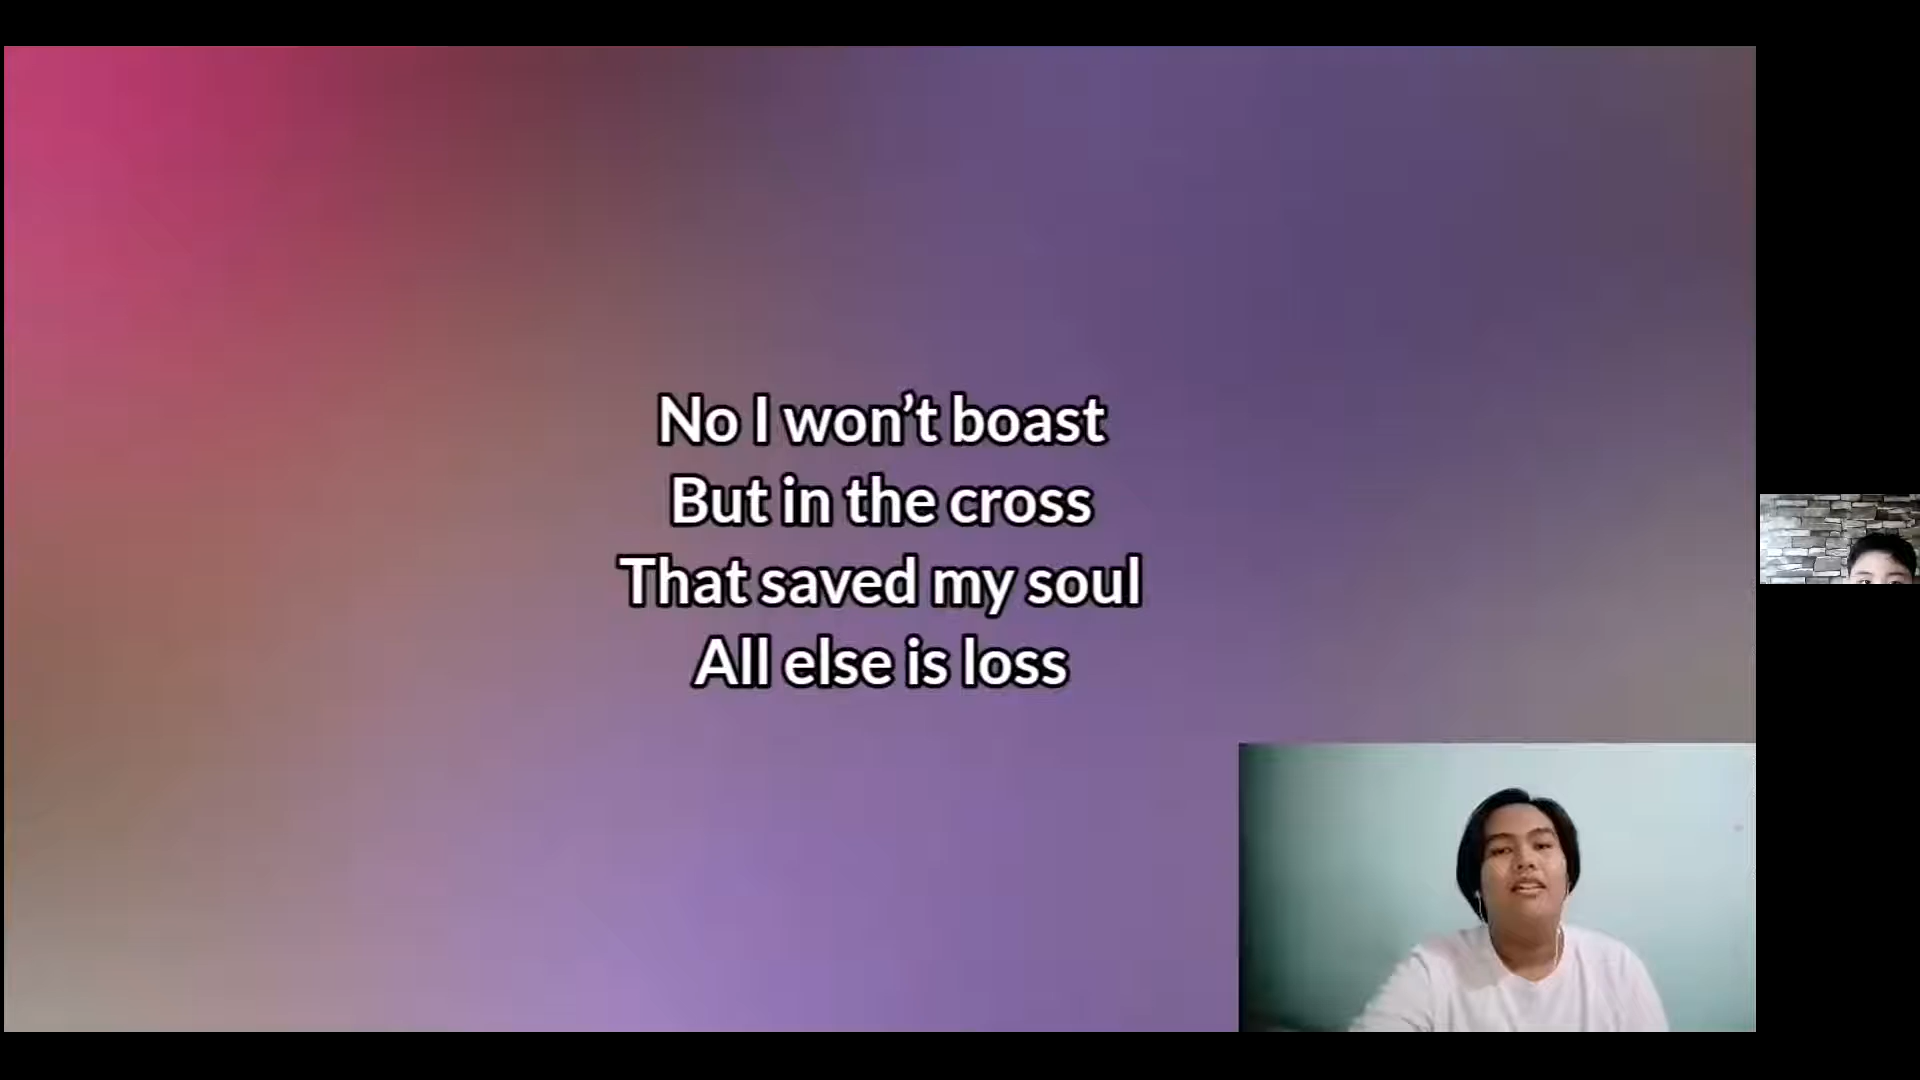 No I won’t boast
But in the cross
That saved my soul
All else is loss